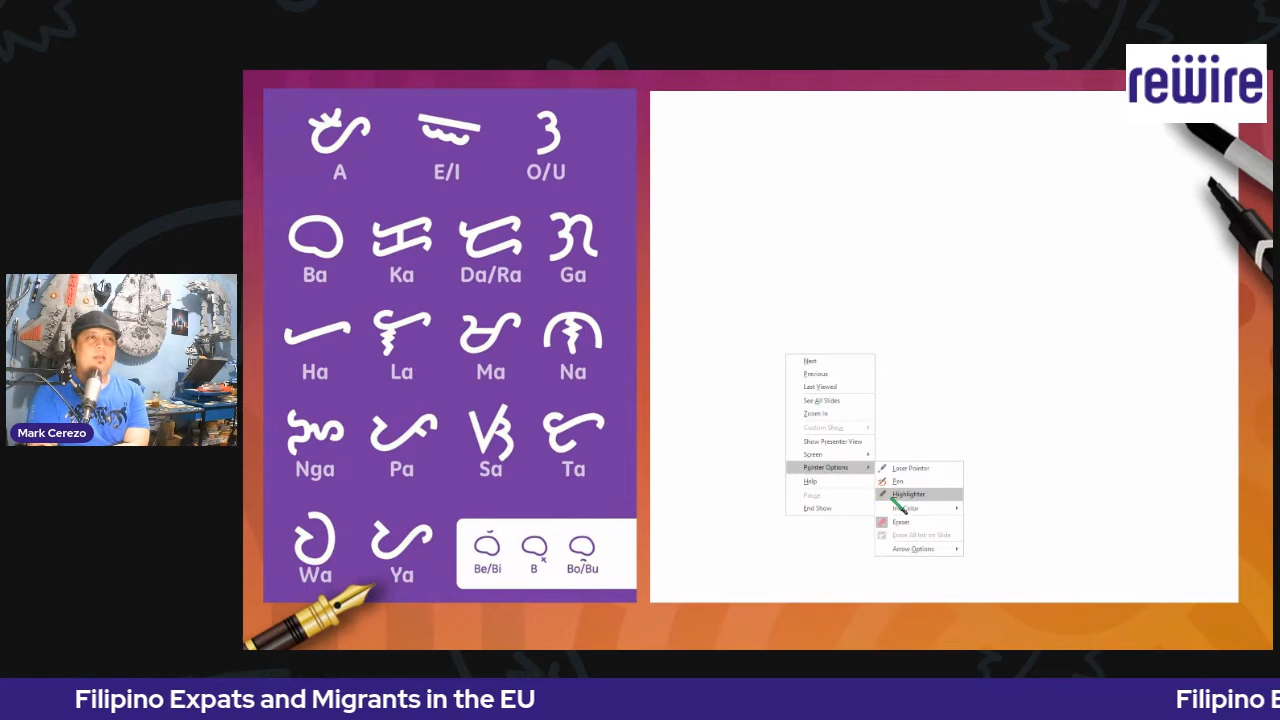 rewire
ᜀ ᜁ ᜂ
A E/I O/U
ᜊ ᜃ ᜇ ᜄ
Ba Ka Da/Ra Ga
ᜑ ᜎ ᜋ ᜈ
Ha La Ma Na
ᜅ ᜉ ᜐ ᜆ
Nga Pa Sa Ta
ᜏ ᜌ
Wa Ya
ᜊᜒ ᜊ᜔ ᜊᜓ
Be/Bi B Bo/Bu
Next
Previous
Last Viewed
See All Slides
Zoom In
Custom Show
Show Presenter View
Screen
Pointer Options
Help
Pause
End Show
Laser Pointer
Pen
Highlighter
Color
Eraser
Erase All Ink on Slide
Arrow Options
Mark Cerezo
Filipino Expats and Migrants in the EU
Filipino E